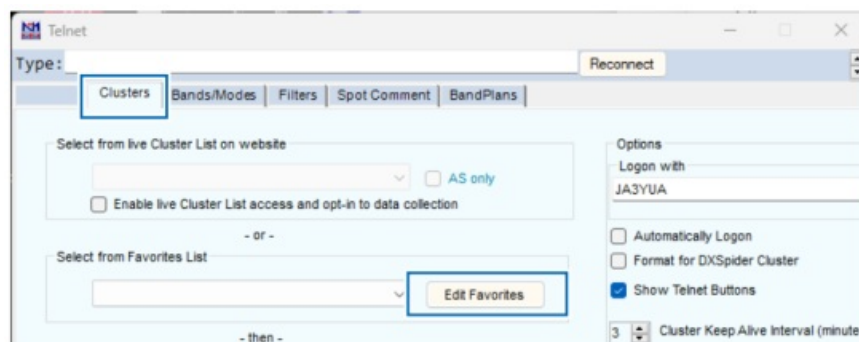 Telnet
Type:
Reconnect
Clusters Bands/Modes Filters Spot Comment BandPlans
Select from live Cluster List on website
AS only
Enable live Cluster List access and opt-in to data collection
- or -
Select from Favorites List
Edit Favorites
- then -
Options
Logon with
JA3YUA
Automatically Logon
Format for DXSpider Cluster
Show Telnet Buttons
3 Cluster Keep Alive Interval (minute